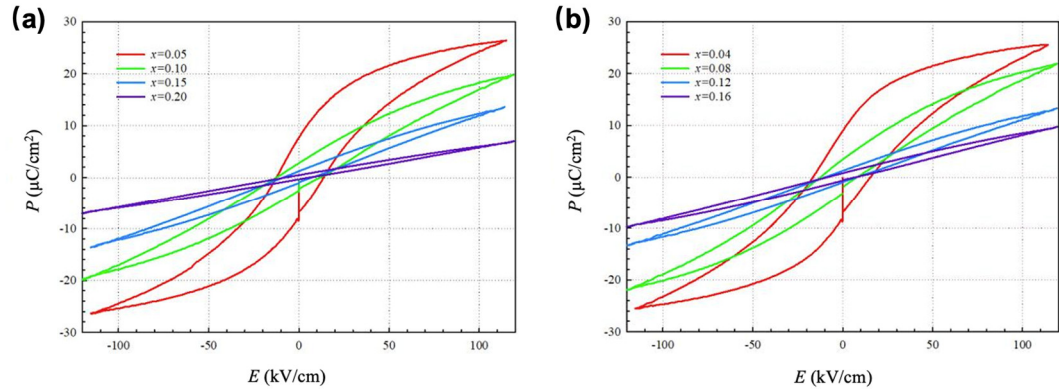 (a)
P (μC/cm²)
30
20
10
0
-10
-20
-30
x=0.05
x=0.10
x=0.15
x=0.20
-100 -50 0 50 100
E (kV/cm)
(b)
P (μC/cm²)
30
20
10
0
-10
-20
-30
x=0.04
x=0.08
x=0.12
x=0.16
-100 -50 0 50 100
E (kV/cm)